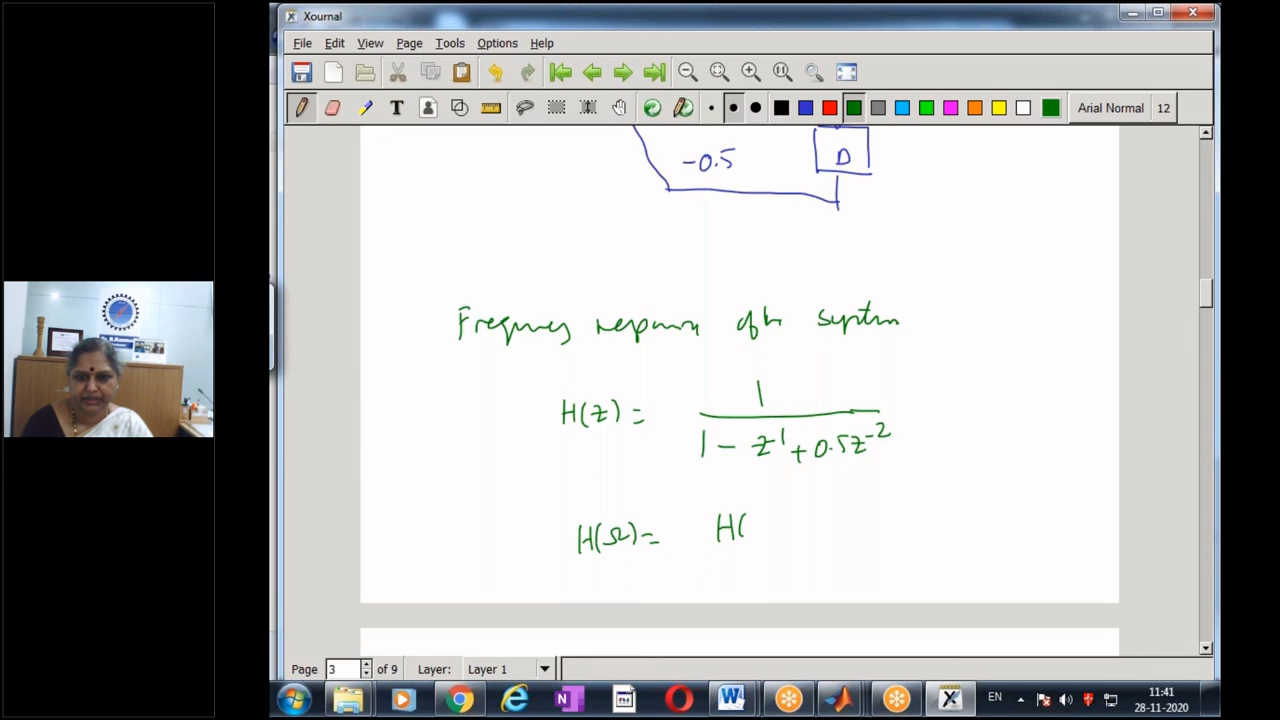 Xournal
File Edit View Page Tools Options Help
Arial Normal 12
-0.5
D
Frequency response of the system
H(z) = 1 / 1 - z^1 + 0.5z^-2
H(Ω) = H(
Page 3 of 9 Layer: Layer 1
EN 11:41
28-11-2020